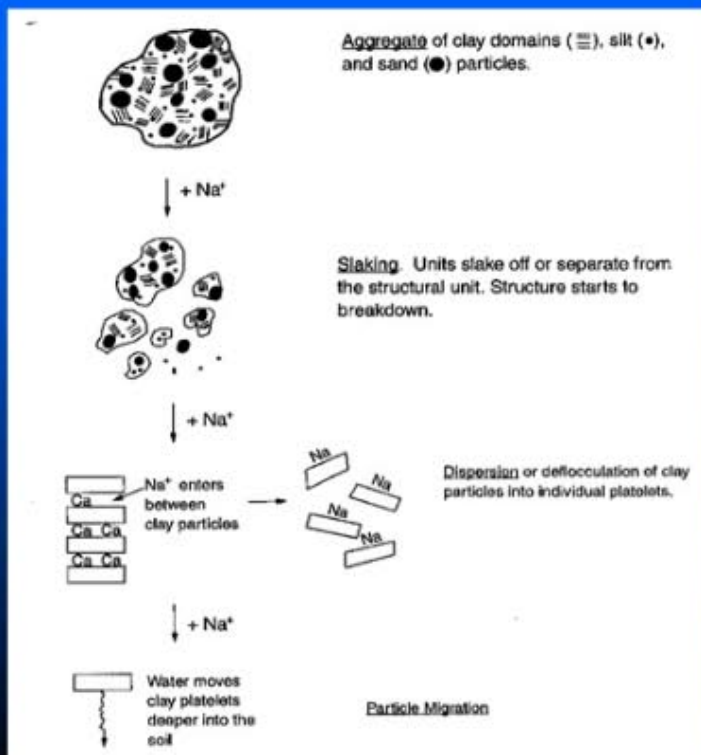 Aggregate of clay domains (☰), silt (•),
and sand (●) particles.
+ Na⁺
Slaking. Units slake off or separate from
the structural unit. Structure starts to
breakdown.
+ Na⁺
Na⁺ enters
between
clay particles
Ca
Ca Ca
Ca Ca
Na
Na
Na
Na
Dispersion or deflocculation of clay
particles into individual platelets.
+ Na⁺
Water moves
clay platelets
deeper into the
soil
Particle Migration